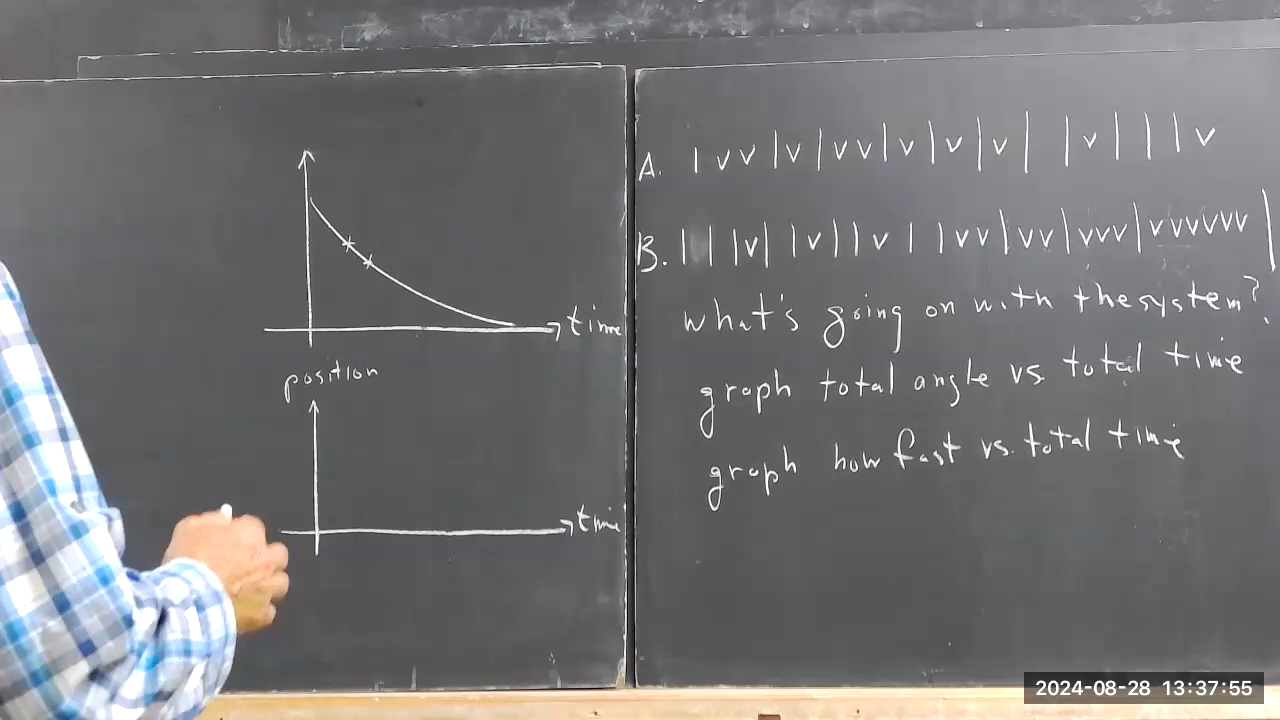 time
position
time
A. | v v | v | v v | v | v | v | | v | | | v
B. | | | v | | v | | v | | v v | v v | v v v | v v v v v v |
what's going on with the system?
graph total angle vs. total time
graph how fast vs. total time
2024-08-28 13:37:55